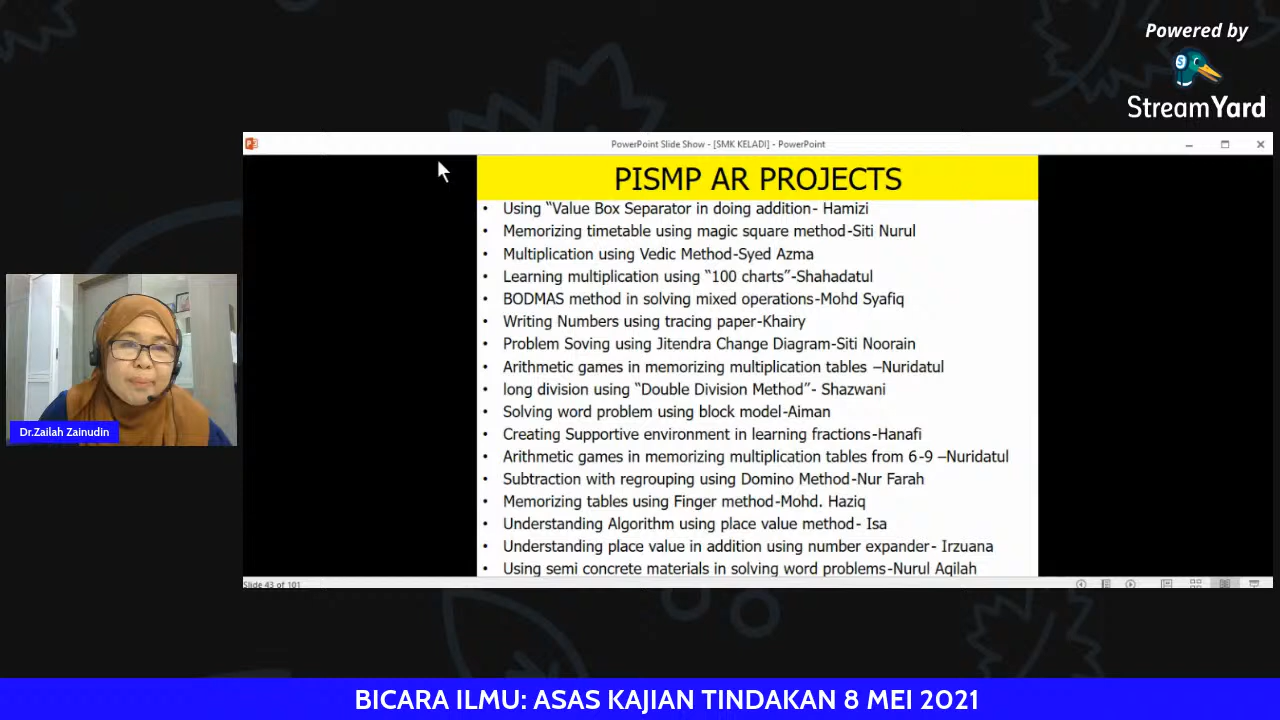 Powered by
StreamYard
PowerPoint Slide Show - [SMK KELADI] - PowerPoint
PISMP AR PROJECTS
• Using “Value Box Separator in doing addition- Hamizi
• Memorizing timetable using magic square method-Siti Nurul
• Multiplication using Vedic Method-Syed Azma
• Learning multiplication using “100 charts”-Shahadatul
• BODMAS method in solving mixed operations-Mohd Syafiq
• Writing Numbers using tracing paper-Khairy
• Problem Soving using Jitendra Change Diagram-Siti Noorain
• Arithmetic games in memorizing multiplication tables –Nuridatul
• long division using “Double Division Method”- Shazwani
• Solving word problem using block model-Aiman
• Creating Supportive environment in learning fractions-Hanafi
• Arithmetic games in memorizing multiplication tables from 6-9 –Nuridatul
• Subtraction with regrouping using Domino Method-Nur Farah
• Memorizing tables using Finger method-Mohd. Haziq
• Understanding Algorithm using place value method- Isa
• Understanding place value in addition using number expander- Irzuana
• Using semi concrete materials in solving word problems-Nurul Aqilah
Slide 43 of 101
Dr.Zailah Zainudin
BICARA ILMU: ASAS KAJIAN TINDAKAN 8 MEI 2021